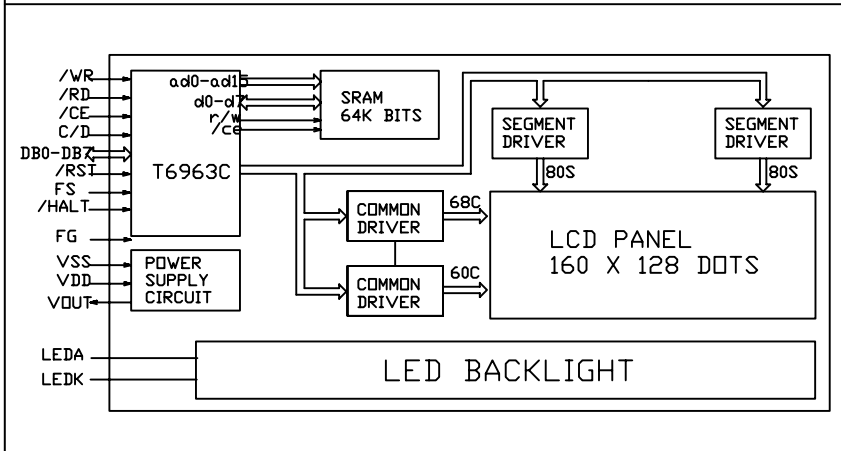 /WR
/RD
/CE
C/D
DB0-DB7
/RST
FS
/HALT
FG
VSS
VDD
VOUT
LEDA
LEDK
ad0-ad15
d0-d7
r/w
/ce
T6963C
SRAM
64K BITS
SEGMENT
DRIVER
SEGMENT
DRIVER
80S
80S
COMMON
DRIVER
68C
COMMON
DRIVER
60C
LCD PANEL
160 X 128 DOTS
POWER
SUPPLY
CIRCUIT
LED BACKLIGHT